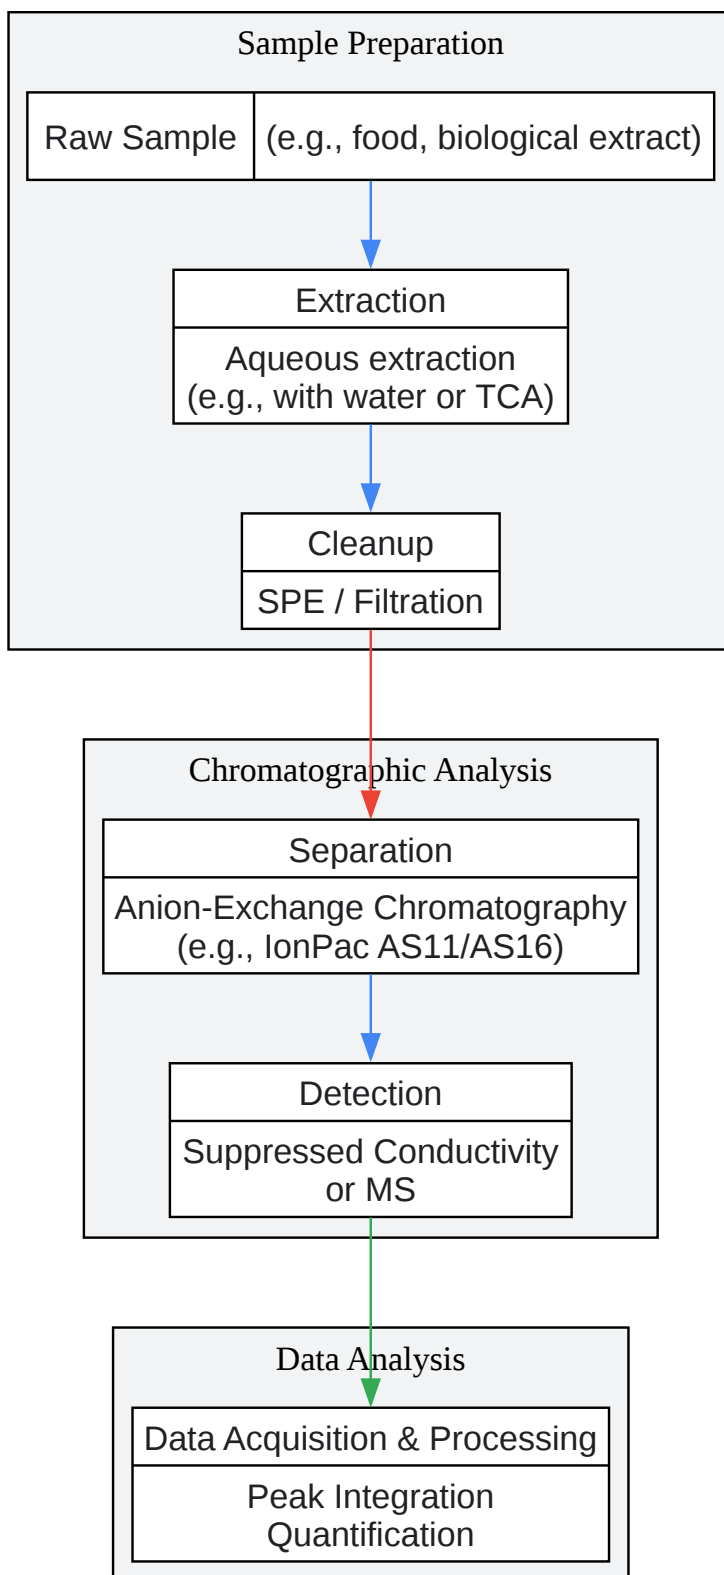 Sample Preparation
Raw Sample
(e.g., food, biological extract)
Extraction
Aqueous extraction
(e.g., with water or TCA)
Cleanup
SPE / Filtration
Chromatographic Analysis
Separation
Anion-Exchange Chromatography
(e.g., IonPac AS11/AS16)
Detection
Suppressed Conductivity
or MS
Data Analysis
Data Acquisition & Processing
Peak Integration
Quantification